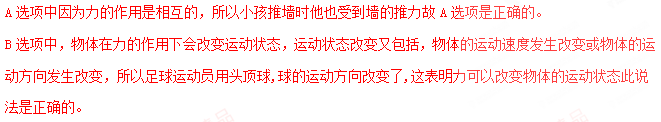 A 选项中因为力的作用是相互的，所以小孩推墙时他也受到墙的推力故 A 选项是正确的。
B 选项中，物体在力的作用下会改变运动状态，运动状态改变又包括，物体的运动速度发生改变或物体的运
动方向发生改变，所以足球运动员用头顶球,球的运动方向改变了,这表明力可以改变物体的运动状态此说
法是正确的。